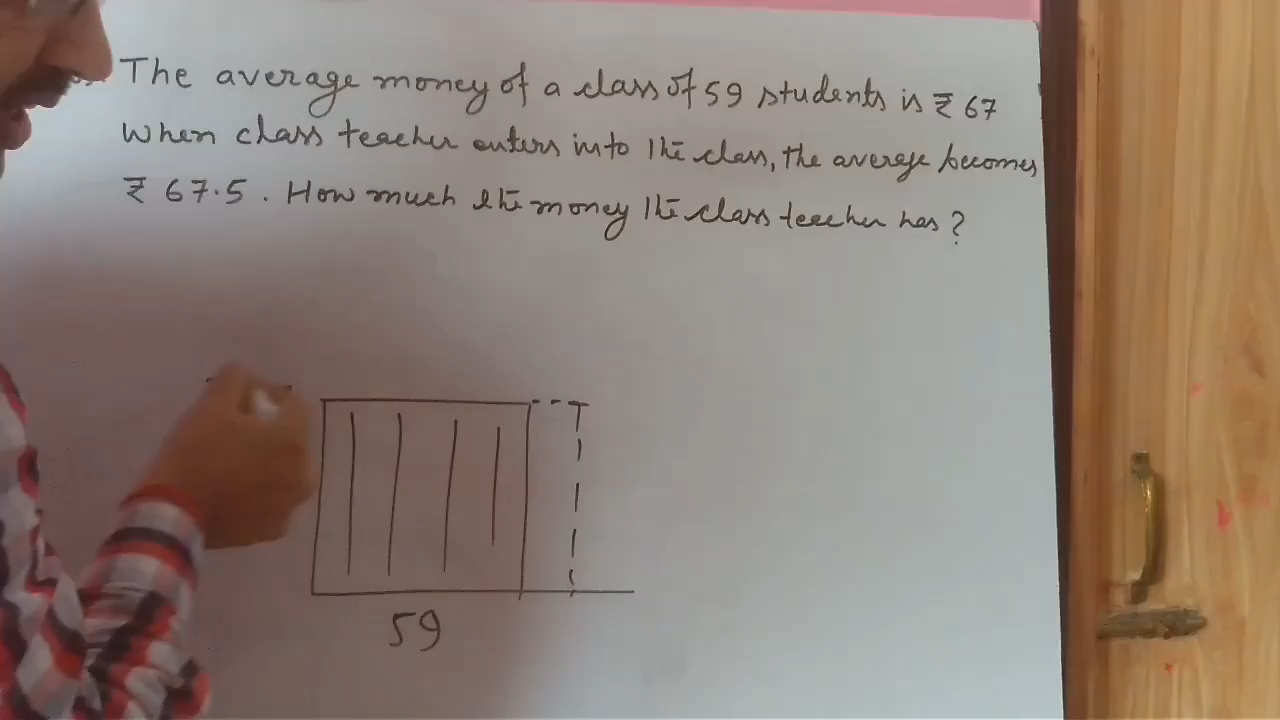 The average money of a class of 59 students is ₹ 67
When class teacher enters into the class, the average becomes
₹ 67.5. How much the money the class teacher has?
59